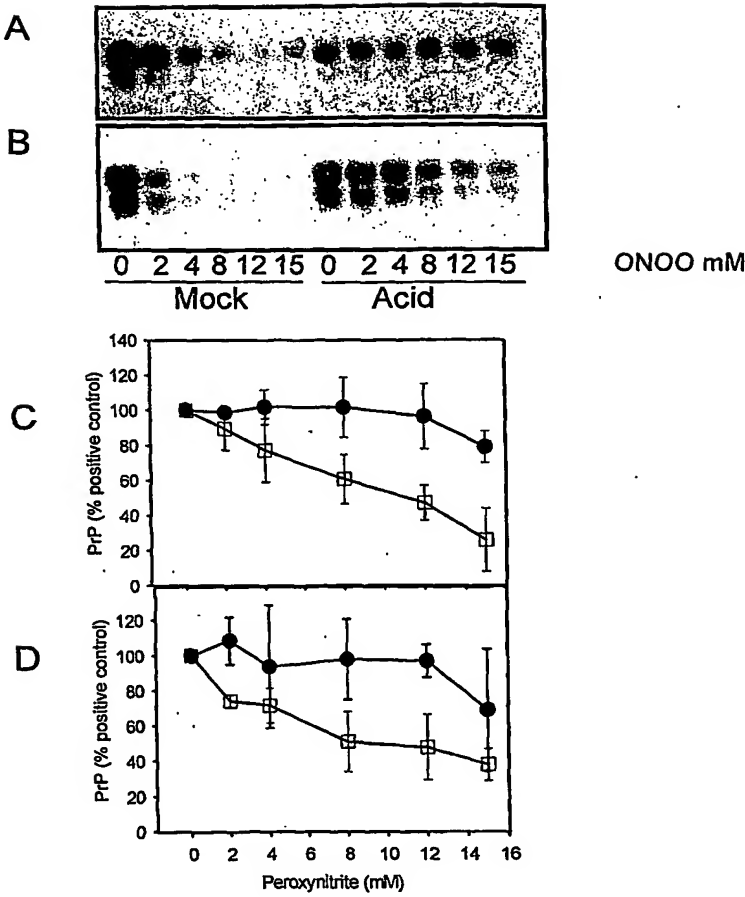 A
B
0 2 4 8 12 15 0 2 4 8 12 15
ONOO mM
Mock Acid
C
PrP (% positive control)
140
120
100
80
60
40
20
0
D
PrP (% positive control)
120
100
80
60
40
20
0
0 2 4 6 8 10 12 14 16
Peroxynitrite (mM)